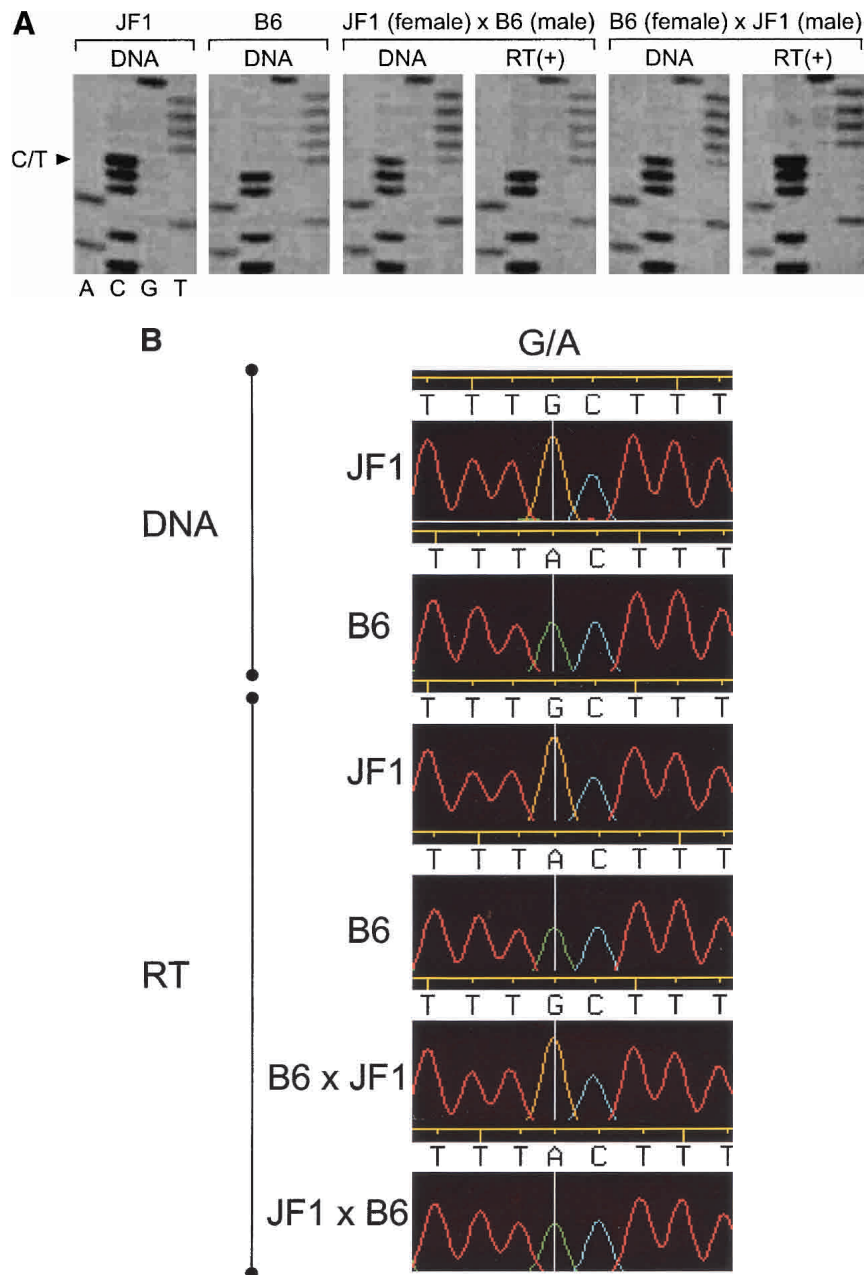 A
JF1 B6 JF1 (female) x B6 (male) B6 (female) x JF1 (male)
DNA DNA DNA RT(+) DNA RT(+)
C/T
A C G T
B
G/A
T T T G C T T T
JF1
DNA
T T T A C T T T
B6
T T T G C T T T
JF1
T T T A C T T T
B6
RT
T T T G C T T T
B6 x JF1
T T T A C T T T
JF1 x B6